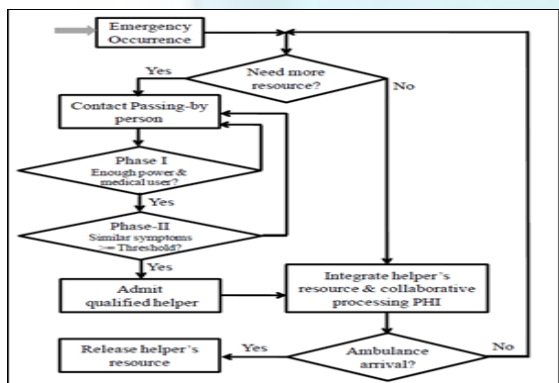 Emergency
Occurrence
Yes
Need more
resource?
No
Contact Passing-by
person
Phase I
Enough power &
medical user?
Yes
Phase-II
Similar symptoms
>= Threshold?
Yes
Admit
qualified helper
Integrate helper's
resource & collaborative
processing PHI
No
Release helper's
resource
Yes
Ambulance
arrival?